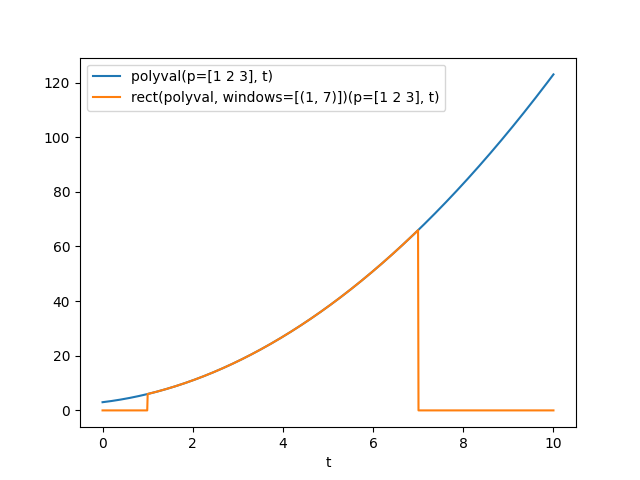 polyval(p=[1 2 3], t)
rect(polyval, windows=[(1, 7)])(p=[1 2 3], t)
120
100
80
60
40
20
0
0 2 4 6 8 10
t